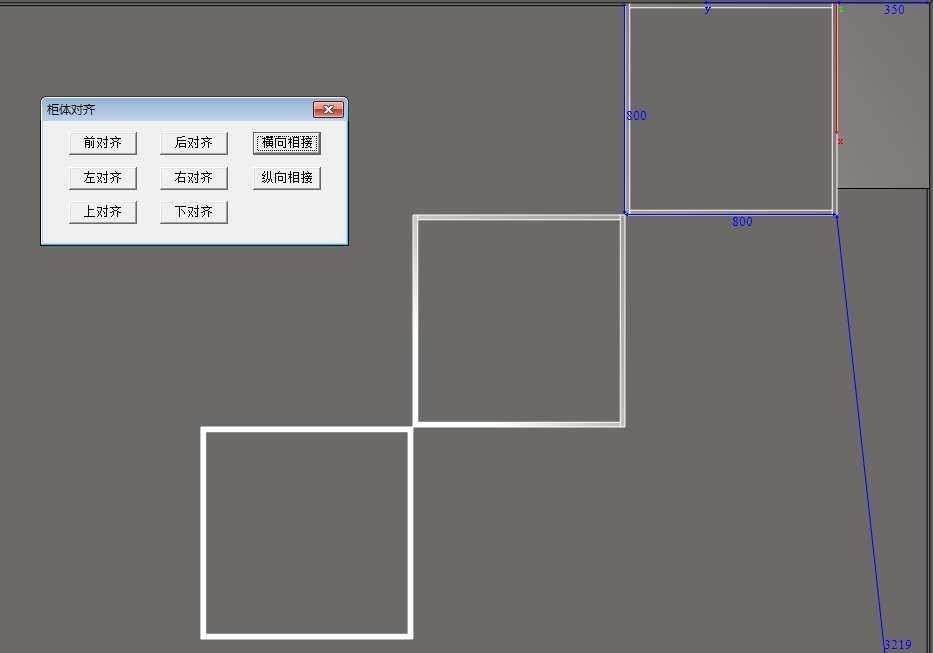 y
350
柜体对齐
800
前对齐 后对齐 横向相接
x
左对齐 右对齐 纵向相接
上对齐 下对齐
800
3219